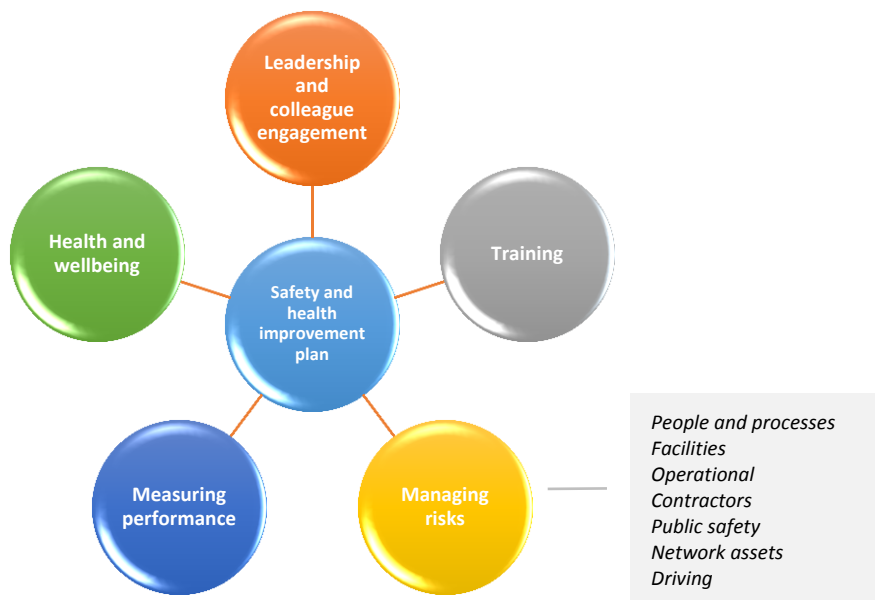 Leadership
and
colleague
engagement
Health and
wellbeing
Training
Safety and
health
improvement
plan
Measuring
performance
Managing
risks
People and processes
Facilities
Operational
Contractors
Public safety
Network assets
Driving